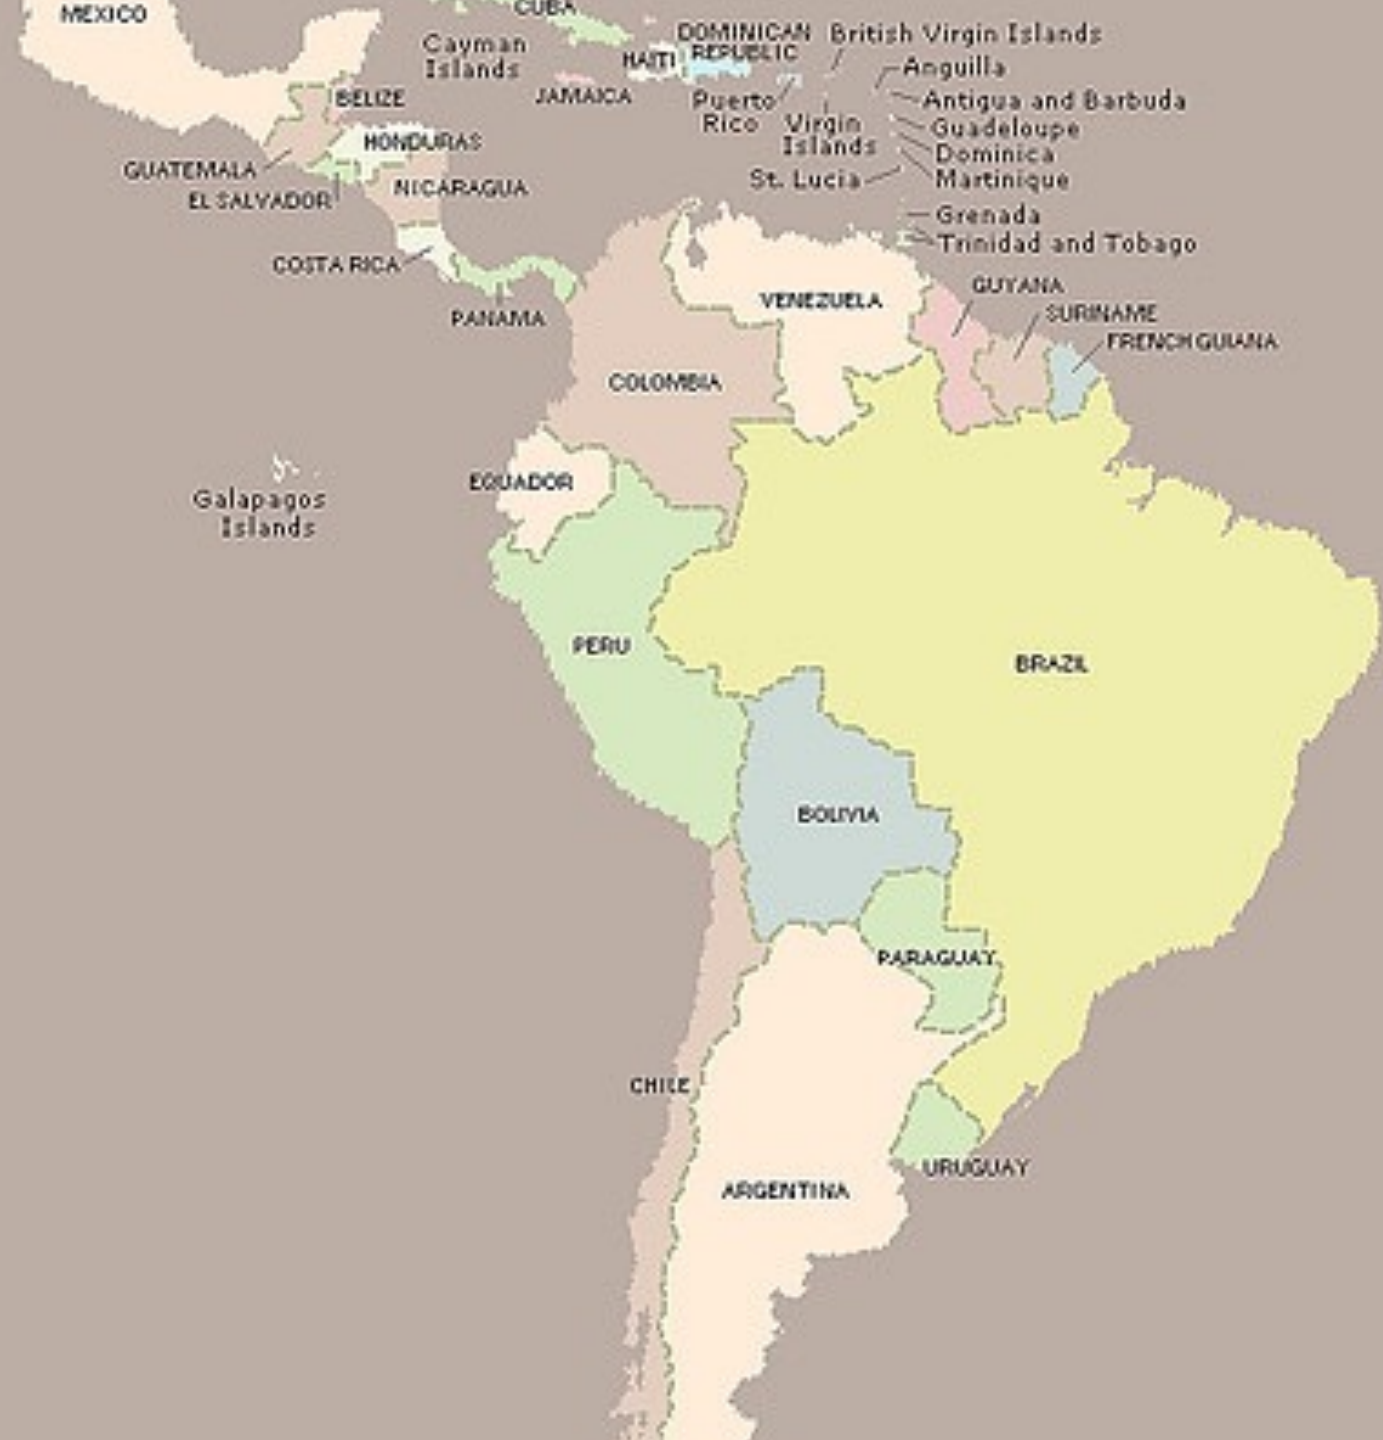 MEXICO
CUBA
Cayman
Islands
HAITI
DOMINICAN
REPUBLIC
British Virgin Islands
Anguilla
BELIZE
JAMAICA
Puerto
Rico
Virgin
Islands
Antigua and Barbuda
Guadeloupe
HONDURAS
Dominica
GUATEMALA
St. Lucia
Martinique
EL SALVADOR
NICARAGUA
Grenada
Trinidad and Tobago
COSTA RICA
PANAMA
VENEZUELA
GUYANA
SURINAME
FRENCH GUIANA
COLOMBIA
EQUADOR
Galapagos
Islands
PERU
BRAZIL
BOLIVIA
PARAGUAY
CHILE
URUGUAY
ARGENTINA